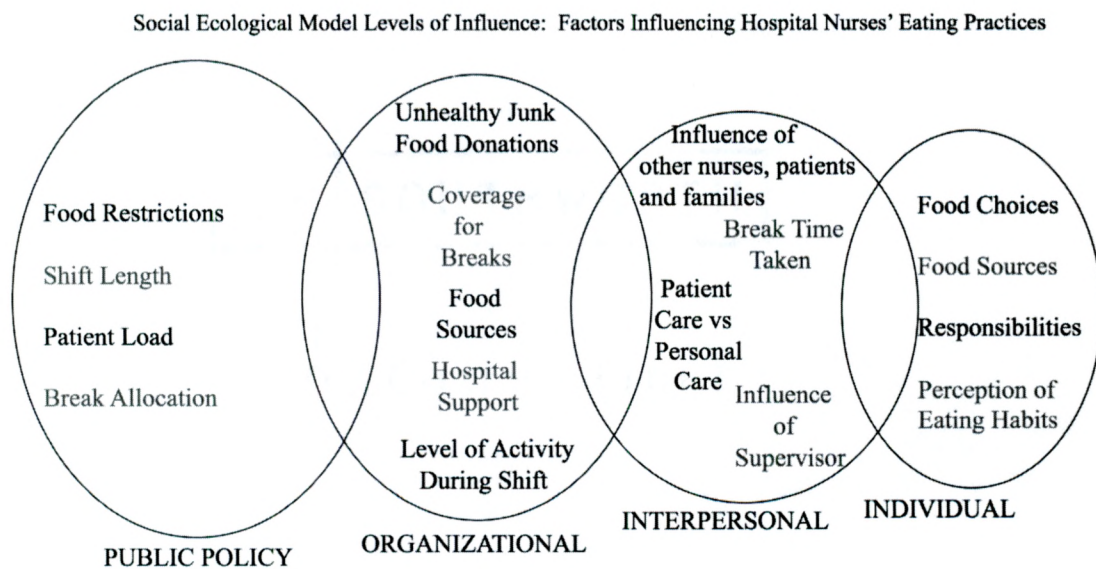 Social Ecological Model Levels of Influence: Factors Influencing Hospital Nurses' Eating Practices
Food Restrictions
Shift Length
Patient Load
Break Allocation
PUBLIC POLICY
Unhealthy Junk
Food Donations
Coverage
for
Breaks
Food
Sources
Hospital
Support
Level of Activity
During Shift
ORGANIZATIONAL
Influence of
other nurses, patients
and families
Break Time
Taken
Patient
Care vs
Personal
Care
Influence
of
Supervisor
INTERPERSONAL
Food Choices
Food Sources
Responsibilities
Perception of
Eating Habits
INDIVIDUAL